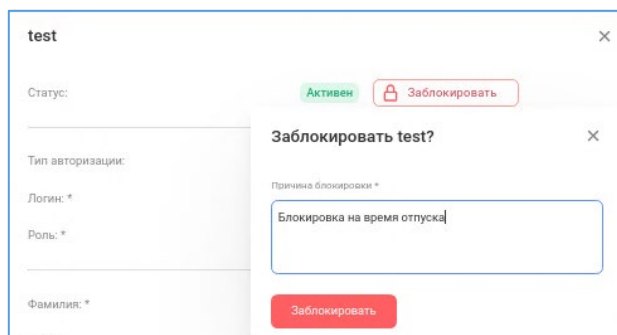 test
Статус:
Активен
Заблокировать
Заблокировать test?
Тип авторизации:
Причина блокировки *
Логин: *
Блокировка на время отпуска
Роль: *
Фамилия: *
Заблокировать